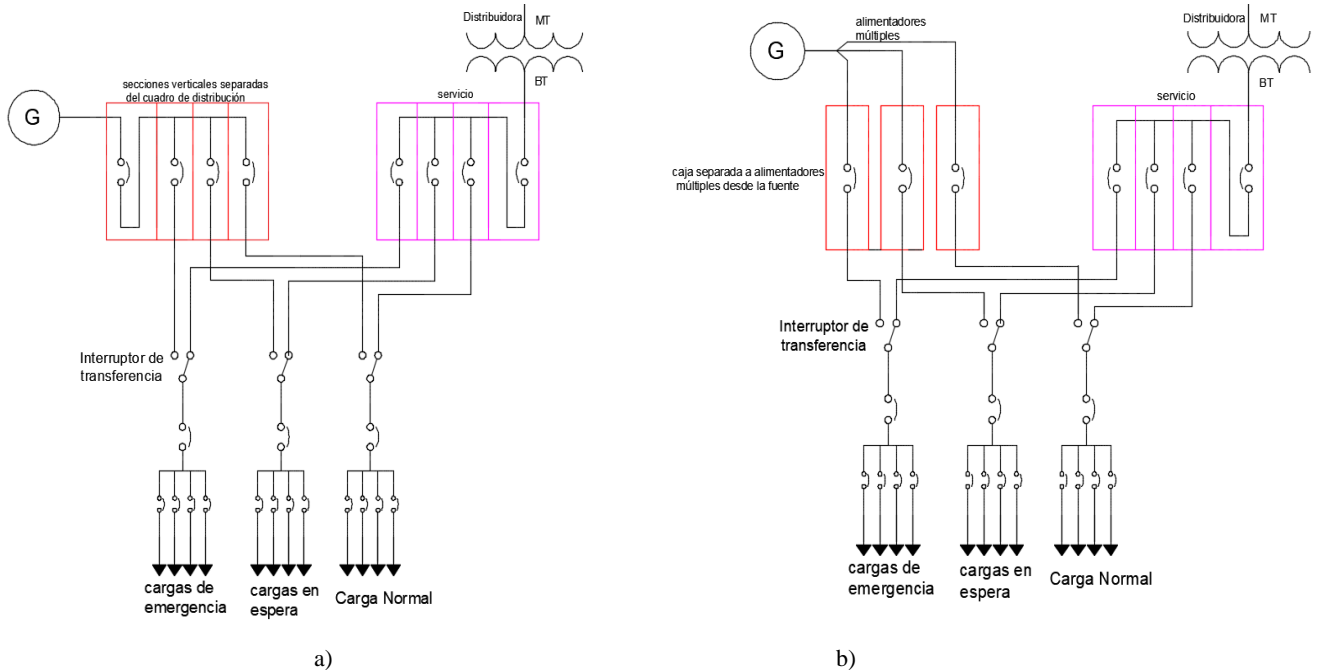 Distribuidora
MT
BT
secciones verticales separadas
del cuadro de distribución
servicio
G
Interruptor de
transferencia
cargas de
emergencia
cargas en
espera
Carga Normal
a)
alimentadores
múltiples
Distribuidora
MT
BT
G
servicio
caja separada a alimentadores
múltiples desde la fuente
Interruptor de
transferencia
cargas de
emergencia
cargas en
espera
Carga Normal
b)